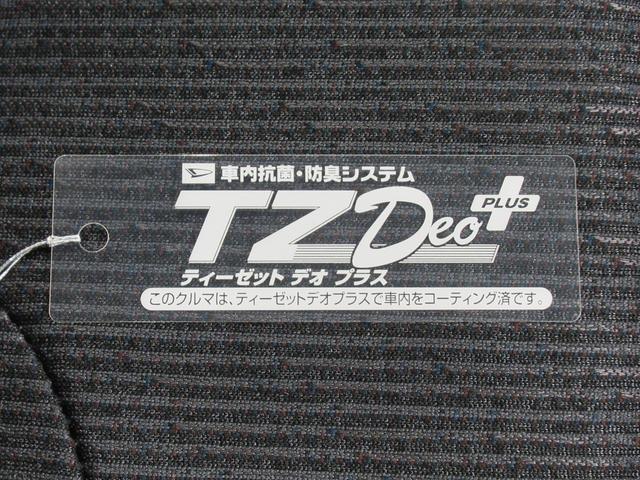 車内抗菌・防臭システム
TZ Deo PLUS
ティーゼット デオ プラス
このクルマは、ティーゼットデオプラスで車内をコーティング済です。